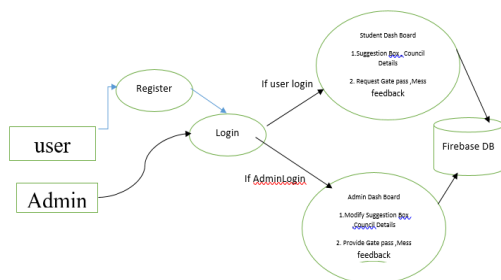 Student Dash Board
1.Suggestion Box , Council
Details
2. Request Gate pass ,Mess
feedback
If user login
Register
Login
user
Firebase DB
Admin
If AdminLogin
Admin Dash Board
1.Modify Suggestion Box,
Council Details
2. Provide Gate pass ,Mess
feedback